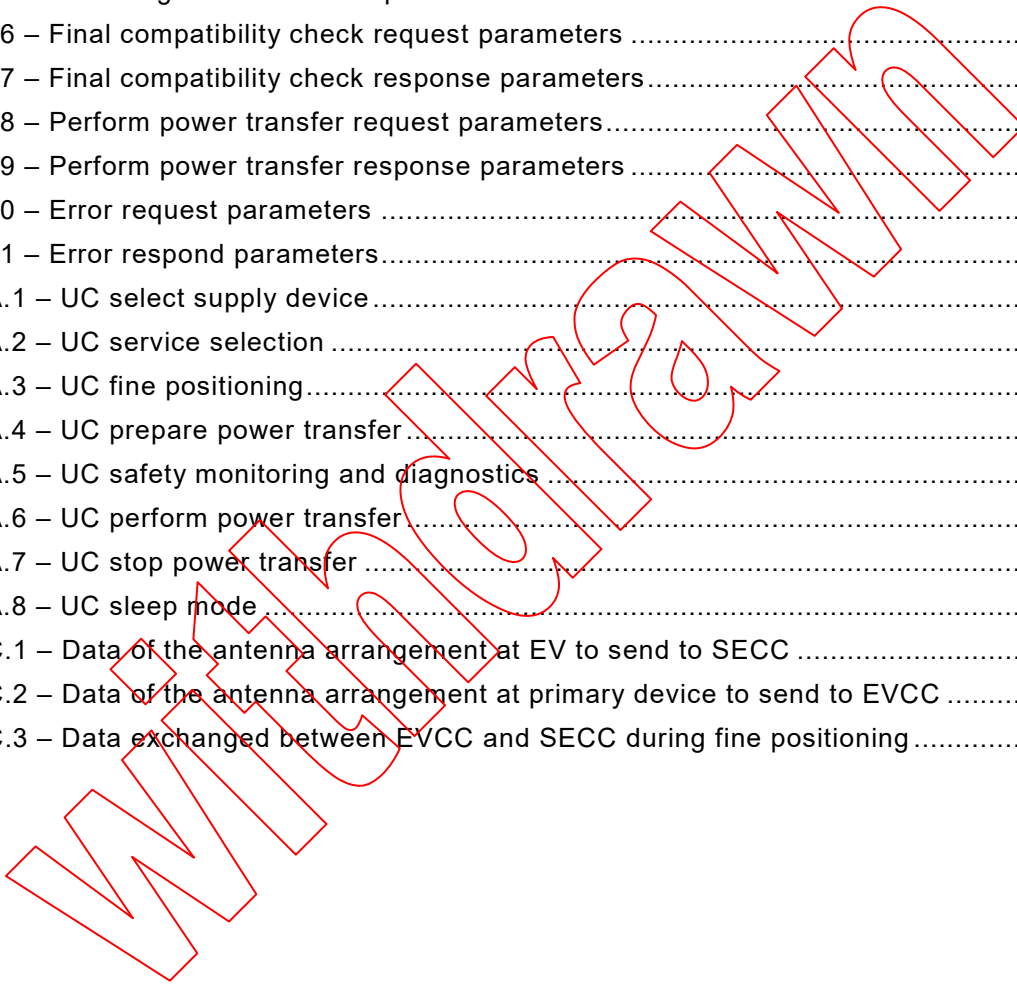 6 – Final compatibility check request parameters ........................................
7 – Final compatibility check response parameters........................................
8 – Perform power transfer request parameters........................................
9 – Perform power transfer response parameters ........................................
0 – Error request parameters ........................................
1 – Error respond parameters........................................
.1 – UC select supply device........................................
.2 – UC service selection ........................................
.3 – UC fine positioning........................................
.4 – UC prepare power transfer........................................
.5 – UC safety monitoring and diagnostics ........................................
.6 – UC perform power transfer........................................
.7 – UC stop power transfer ........................................
.8 – UC sleep mode ........................................
.1 – Data of the antenna arrangement at EV to send to SECC ........................................
.2 – Data of the antenna arrangement at primary device to send to EVCC .........
.3 – Data exchanged between EVCC and SECC during fine positioning .............
withdrawn